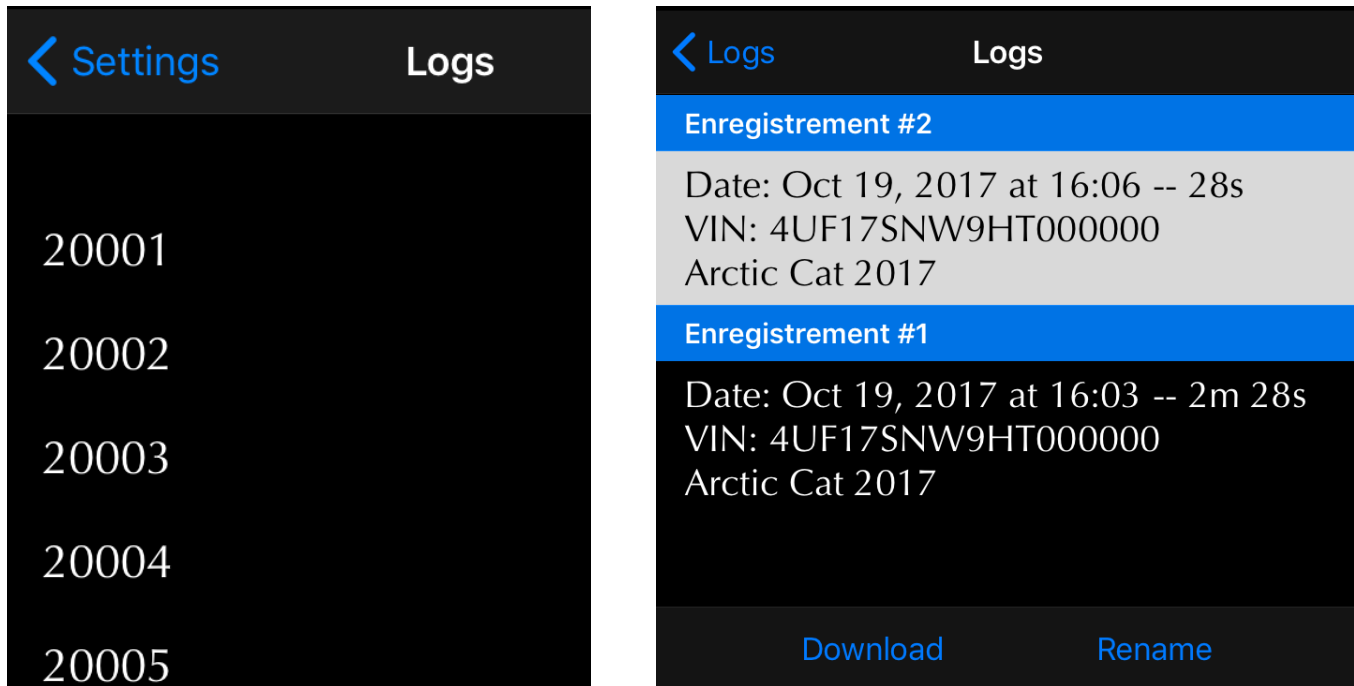 Settings
Logs
20001
20002
20003
20004
20005
Logs
Logs
Enregistrement #2
Date: Oct 19, 2017 at 16:06 -- 28s
VIN: 4UF17SNW9HT000000
Arctic Cat 2017
Enregistrement #1
Date: Oct 19, 2017 at 16:03 -- 2m 28s
VIN: 4UF17SNW9HT000000
Arctic Cat 2017
Download
Rename